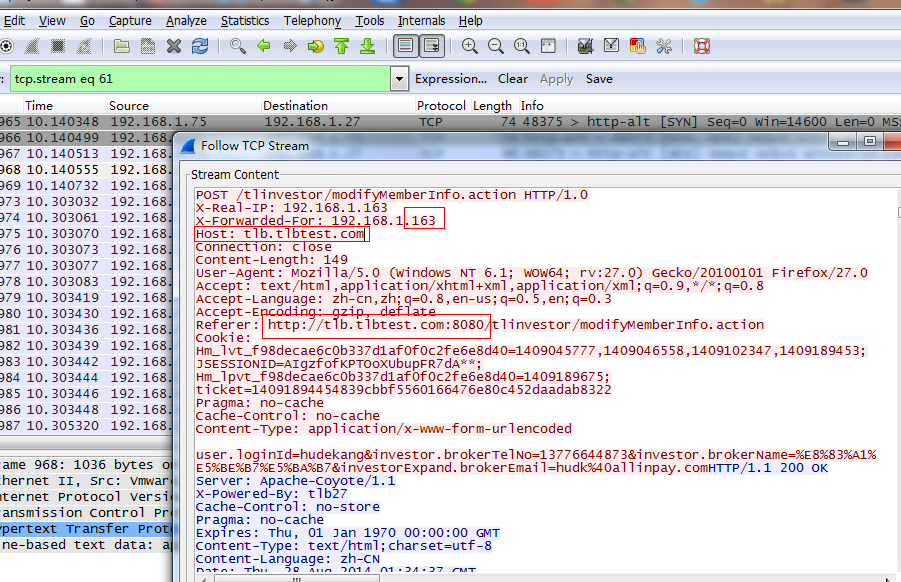 Edit View Go Capture Analyze Statistics Telephony Tools Internals Help
: tcp.stream eq 61 Expression... Clear Apply Save
Time Source Destination Protocol Length Info
965 10.140348 192.168.1.75 192.168.1.27 TCP 74 48375 > http-alt [SYN] Seq=0 Win=14600 Len=0 MS
966 10.140499 192.168.
967 10.140513 192.168.
968 10.140555 192.168.
969 10.140732 192.168.
973 10.303032 192.168.
974 10.303061 192.168.
975 10.303070 192.168.
976 10.303073 192.168.
977 10.303077 192.168.
978 10.303083 192.168.
979 10.303419 192.168.
980 10.303430 192.168.
981 10.303436 192.168.
982 10.303439 192.168.
983 10.303442 192.168.
984 10.303444 192.168.
985 10.303446 192.168.
986 10.303448 192.168.
987 10.305320 192.168.
rame 968: 1036 bytes on
thernet II, Src: Vmwar
nternet Protocol Versi
ransmission Control Pr
ypertext Transfer Prot
ine-based text data: ap
Follow TCP Stream
Stream Content
POST /tlinvestor/modifyMemberInfo.action HTTP/1.0
X-Real-IP: 192.168.1.163
X-Forwarded-For: 192.168.1.163
Host: tlb.tlbtest.com
Connection: close
Content-Length: 149
User-Agent: Mozilla/5.0 (Windows NT 6.1; WOW64; rv:27.0) Gecko/20100101 Firefox/27.0
Accept: text/html,application/xhtml+xml,application/xml;q=0.9,*/*;q=0.8
Accept-Language: zh-cn,zh;q=0.8,en-us;q=0.5,en;q=0.3
Accept-Encoding: gzip, deflate
Referer: http://tlb.tlbtest.com:8080/tlinvestor/modifyMemberInfo.action
Cookie:
Hm_lvt_f98decae6c0b337d1af0f0c2fe6e8d40=1409045777,1409046558,1409102347,1409189453;
JSESSIONID=AIgzfofKPTOoXUbupFR7dA**;
Hm_lpvt_f98decae6c0b337d1af0f0c2fe6e8d40=1409189675;
ticket=14091894454839cbbf5560166476e80c452daadab8322
Pragma: no-cache
Cache-Control: no-cache
Content-Type: application/x-www-form-urlencoded
user.loginId=hudekang&investor.brokerTelNo=13776644873&investor.brokerName=%E8%83%A1%
E5%BE%B7%E5%BA%B7&investorExpand.brokerEmail=hudk%40allinpay.comHTTP/1.1 200 OK
Server: Apache-Coyote/1.1
X-Powered-By: tlb27
Cache-Control: no-store
Pragma: no-cache
Expires: Thu, 01 Jan 1970 00:00:00 GMT
Content-Type: text/html;charset=utf-8
Content-Language: zh-CN
Date: Thu, 28 Aug 2014 01:34:37 GMT